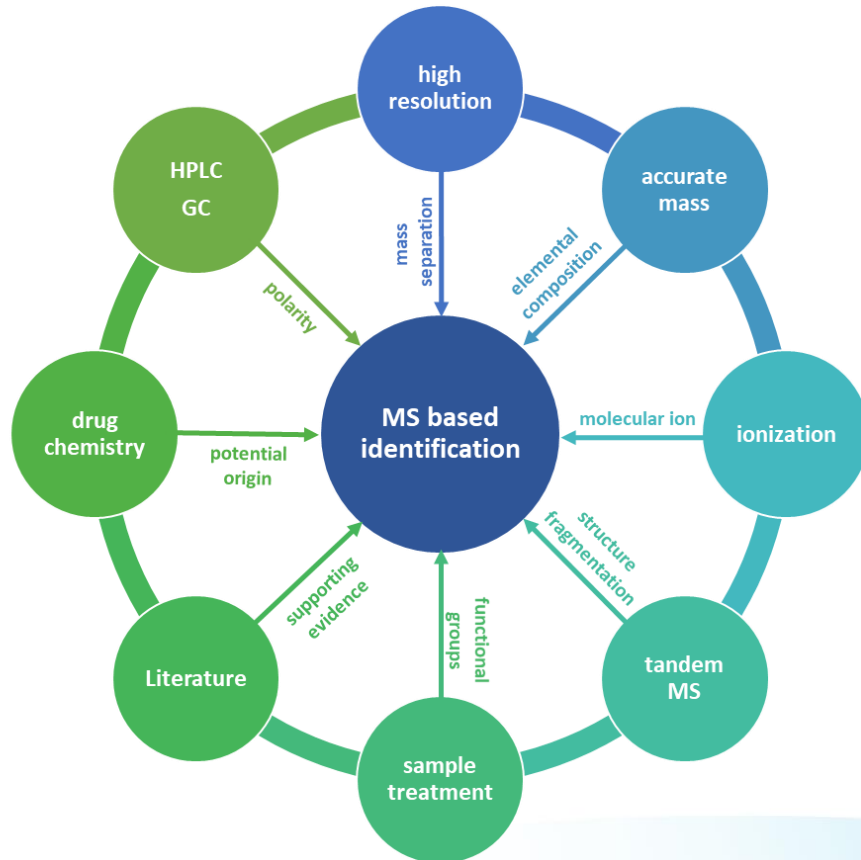 high
resolution
HPLC
GC
accurate
mass
mass
separation
elemental
composition
polarity
MS based
identification
drug
chemistry
potential
origin
molecular ion
ionization
supporting
evidence
functional
groups
structure
fragmentation
Literature
tandem
MS
sample
treatment